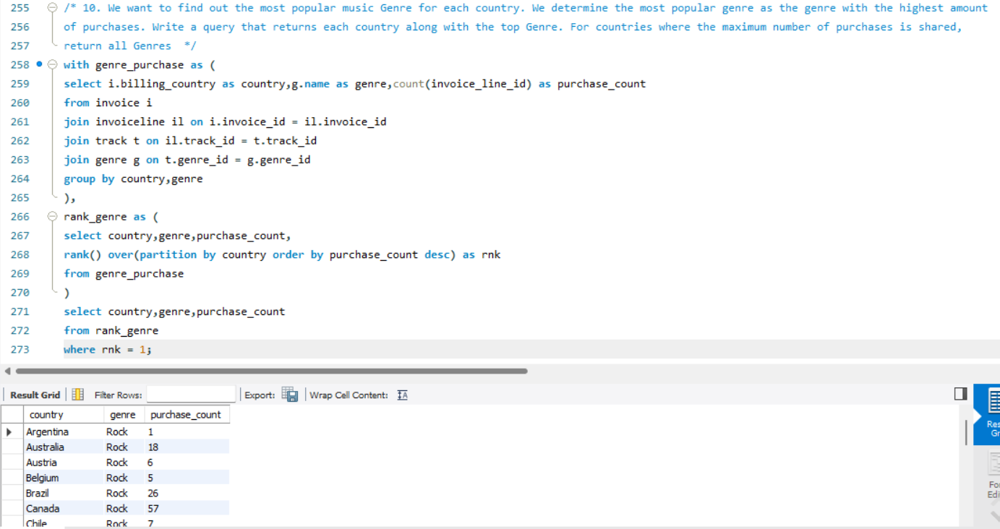 255 /* 10. We want to find out the most popular music Genre for each country. We determine the most popular genre as the genre with the highest amount
256 of purchases. Write a query that returns each country along with the top Genre. For countries where the maximum number of purchases is shared,
257 return all Genres */
258 with genre_purchase as (
259 select i.billing_country as country,g.name as genre,count(invoice_line_id) as purchase_count
260 from invoice i
261 join invoiceline il on i.invoice_id = il.invoice_id
262 join track t on il.track_id = t.track_id
263 join genre g on t.genre_id = g.genre_id
264 group by country,genre
265 ),
266 rank_genre as (
267 select country,genre,purchase_count,
268 rank() over(partition by country order by purchase_count desc) as rnk
269 from genre_purchase
270 )
271 select country,genre,purchase_count
272 from rank_genre
273 where rnk = 1;
Result Grid Filter Rows: Export: Wrap Cell Content:
country genre purchase_count
Argentina Rock 1
Australia Rock 18
Austria Rock 6
Belgium Rock 5
Brazil Rock 26
Canada Rock 57
Chile Rock 7
Res
Gr
For
Edi